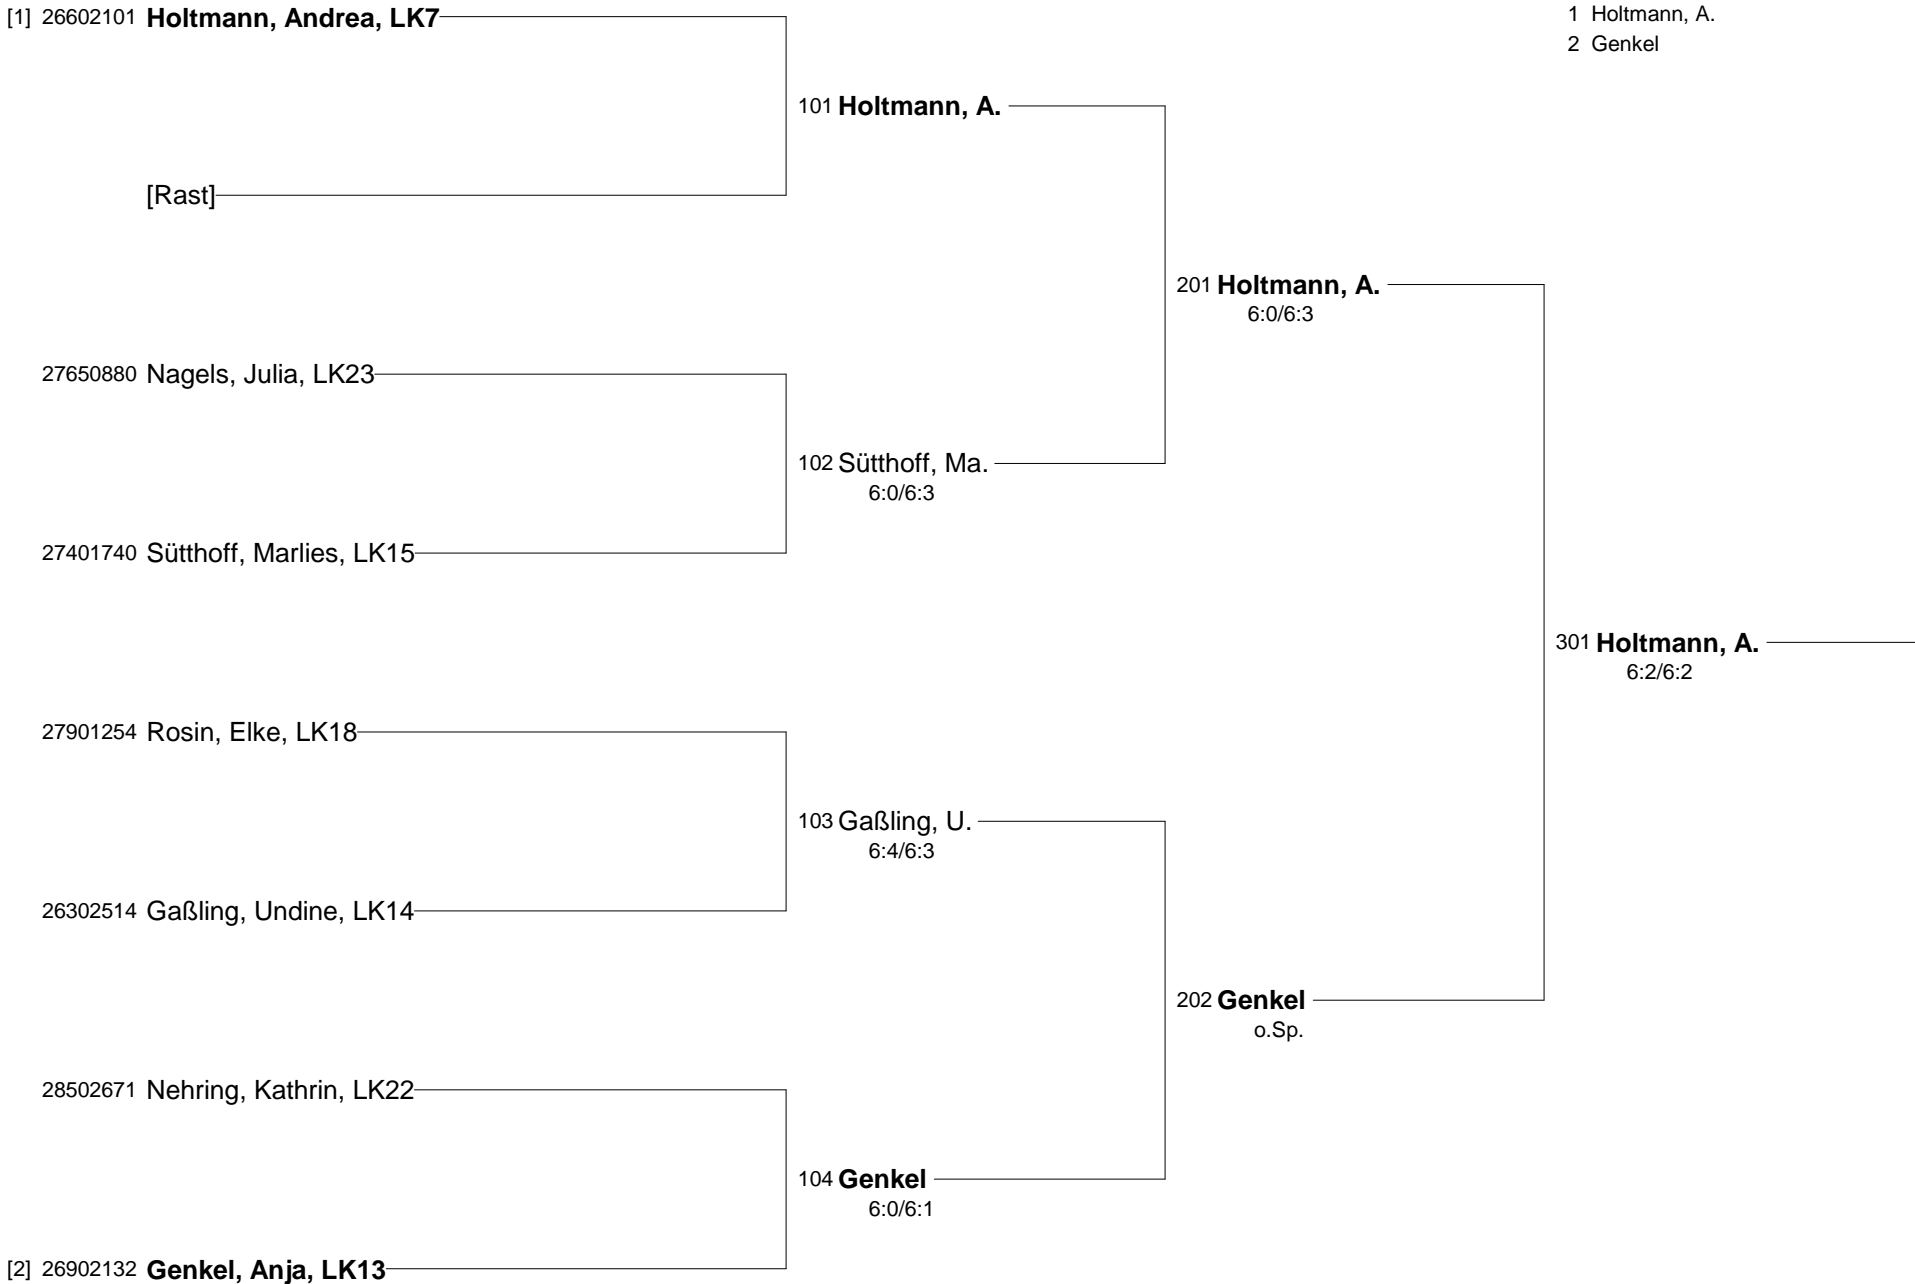 [1] 26602101 Holtmann, Andrea, LK7
1 Holtmann, A.
2 Genkel
101 Holtmann, A.
[Rast]
201 Holtmann, A.
6:0/6:3
27650880 Nagels, Julia, LK23
102 Sütthoff, Ma.
6:0/6:3
27401740 Sütthoff, Marlies, LK15
301 Holtmann, A.
6:2/6:2
27901254 Rosin, Elke, LK18
103 Gaßling, U.
6:4/6:3
26302514 Gaßling, Undine, LK14
202 Genkel
o.Sp.
28502671 Nehring, Kathrin, LK22
104 Genkel
6:0/6:1
[2] 26902132 Genkel, Anja, LK13